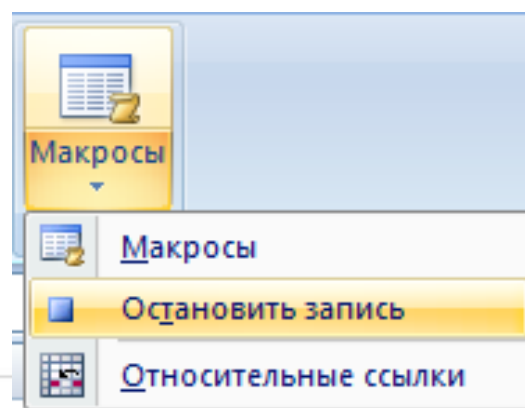 Макросы
Макросы
Остановить запись
Относительные ссылки